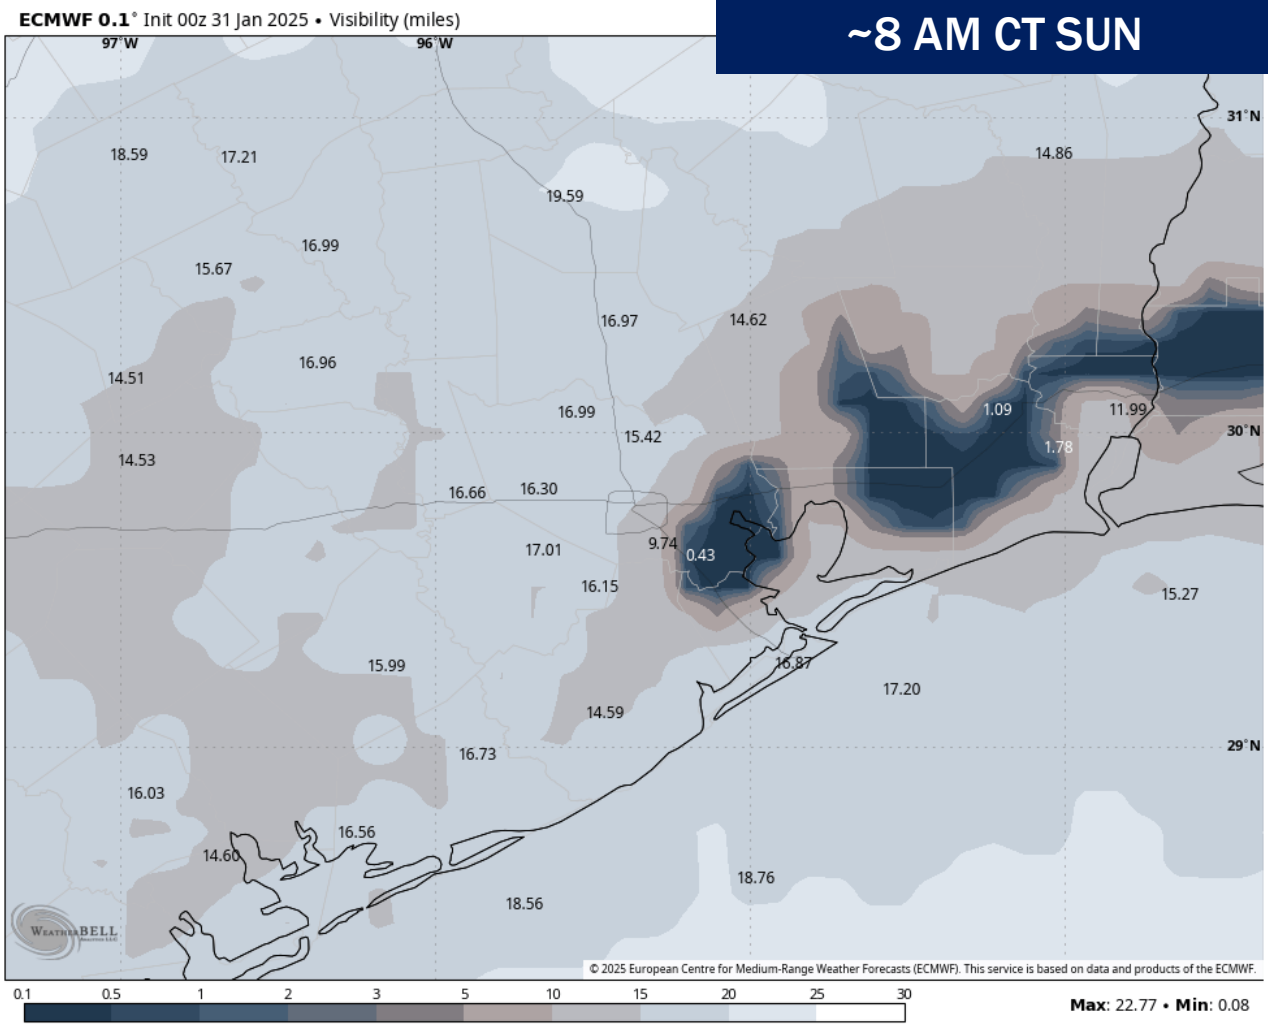 ECMWF 0.1° Init 00z 31 Jan 2025 • Visibility (miles)
~8 AM CT SUN
97°W
96°W
31°N
18.59
17.21
14.86
19.59
16.99
15.67
16.97
14.62
16.96
14.51
16.99
1.09
11.99
15.42
30°N
1.78
14.53
16.66
16.30
9.74
17.01
0.43
16.15
15.27
15.99
16.87
17.20
14.59
29°N
16.73
16.03
16.56
14.60
18.76
18.56
WEATHERBELL
ANALYTICS LLC
© 2025 European Centre for Medium-Range Weather Forecasts (ECMWF). This service is based on data and products of the ECMWF.
0.1 0.5 1 2 3 5 10 15 20 25 30
Max: 22.77 • Min: 0.08